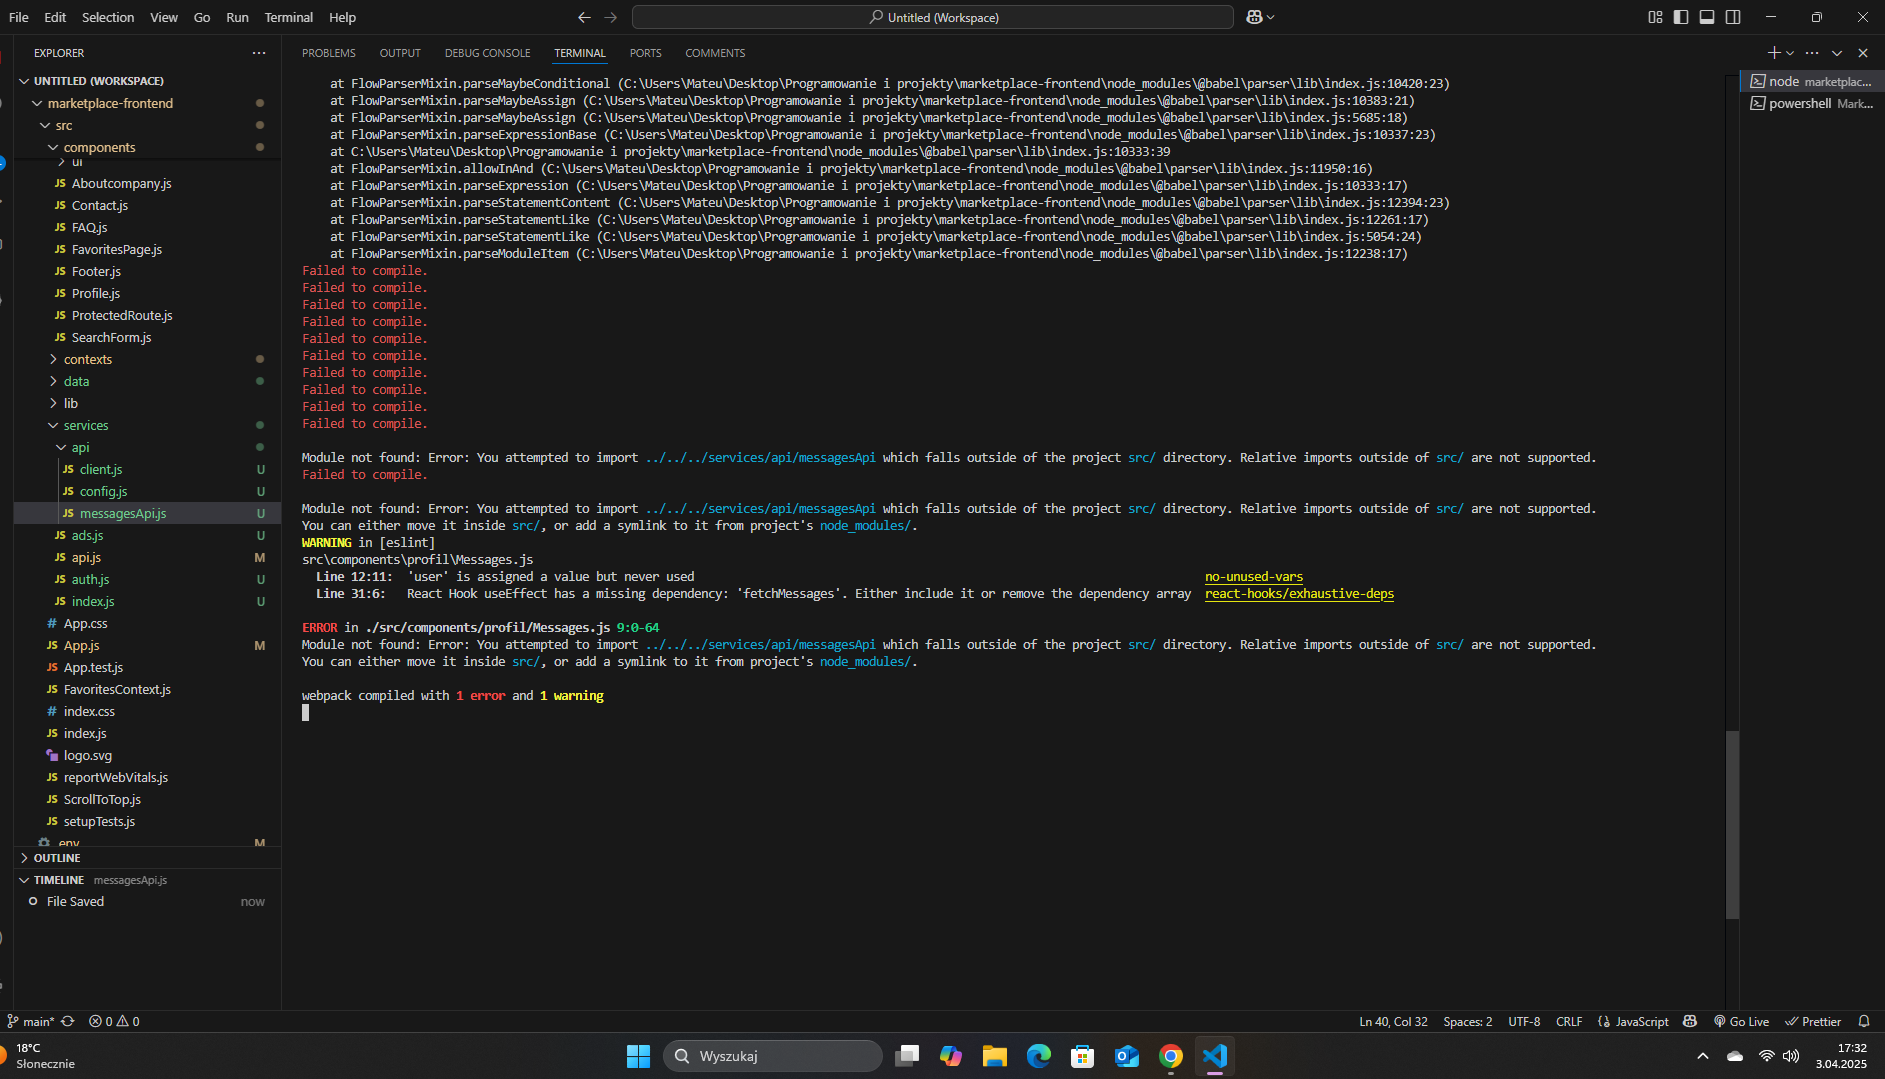 File Edit Selection View Go Run Terminal Help
Untitled (Workspace)
EXPLORER
PROBLEMS OUTPUT DEBUG CONSOLE TERMINAL PORTS COMMENTS
UNTITLED (WORKSPACE)
marketplace-frontend
src
components
ui
JS Aboutcompany.js
JS Contact.js
JS FAQ.js
JS FavoritesPage.js
JS Footer.js
JS Profile.js
JS ProtectedRoute.js
JS SearchForm.js
contexts
data
lib
services
api
JS client.js U
JS config.js U
JS messagesApi.js U
JS ads.js U
JS api.js M
JS auth.js U
JS index.js U
# App.css
JS App.js M
JS App.test.js
JS FavoritesContext.js
# index.css
JS index.js
logo.svg
JS reportWebVitals.js
JS ScrollToTop.js
JS setupTests.js
.env M
OUTLINE
TIMELINE messagesApi.js
File Saved now
at FlowParserMixin.parseMaybeConditional (C:\Users\Mateu\Desktop\Programowanie i projekty\marketplace-frontend\node_modules\@babel\parser\lib\index.js:10420:23)
at FlowParserMixin.parseMaybeAssign (C:\Users\Mateu\Desktop\Programowanie i projekty\marketplace-frontend\node_modules\@babel\parser\lib\index.js:10383:21)
at FlowParserMixin.parseMaybeAssign (C:\Users\Mateu\Desktop\Programowanie i projekty\marketplace-frontend\node_modules\@babel\parser\lib\index.js:5685:18)
at FlowParserMixin.parseExpressionBase (C:\Users\Mateu\Desktop\Programowanie i projekty\marketplace-frontend\node_modules\@babel\parser\lib\index.js:10337:23)
at C:\Users\Mateu\Desktop\Programowanie i projekty\marketplace-frontend\node_modules\@babel\parser\lib\index.js:10333:39
at FlowParserMixin.allowInAnd (C:\Users\Mateu\Desktop\Programowanie i projekty\marketplace-frontend\node_modules\@babel\parser\lib\index.js:11950:16)
at FlowParserMixin.parseExpression (C:\Users\Mateu\Desktop\Programowanie i projekty\marketplace-frontend\node_modules\@babel\parser\lib\index.js:10333:17)
at FlowParserMixin.parseStatementContent (C:\Users\Mateu\Desktop\Programowanie i projekty\marketplace-frontend\node_modules\@babel\parser\lib\index.js:12394:23)
at FlowParserMixin.parseStatementLike (C:\Users\Mateu\Desktop\Programowanie i projekty\marketplace-frontend\node_modules\@babel\parser\lib\index.js:12261:17)
at FlowParserMixin.parseStatementLike (C:\Users\Mateu\Desktop\Programowanie i projekty\marketplace-frontend\node_modules\@babel\parser\lib\index.js:5054:24)
at FlowParserMixin.parseModuleItem (C:\Users\Mateu\Desktop\Programowanie i projekty\marketplace-frontend\node_modules\@babel\parser\lib\index.js:12238:17)
Failed to compile.
Failed to compile.
Failed to compile.
Failed to compile.
Failed to compile.
Failed to compile.
Failed to compile.
Failed to compile.
Failed to compile.
Failed to compile.
Module not found: Error: You attempted to import ../../../services/api/messagesApi which falls outside of the project src/ directory. Relative imports outside of src/ are not supported.
Failed to compile.
Module not found: Error: You attempted to import ../../../services/api/messagesApi which falls outside of the project src/ directory. Relative imports outside of src/ are not supported.
You can either move it inside src/, or add a symlink to it from project's node_modules/.
WARNING in [eslint]
src\components\profil\Messages.js
Line 12:11: 'user' is assigned a value but never used no-unused-vars
Line 31:6: React Hook useEffect has a missing dependency: 'fetchMessages'. Either include it or remove the dependency array react-hooks/exhaustive-deps
ERROR in ./src/components/profil/Messages.js 9:0-64
Module not found: Error: You attempted to import ../../../services/api/messagesApi which falls outside of the project src/ directory. Relative imports outside of src/ are not supported.
You can either move it inside src/, or add a symlink to it from project's node_modules/.
webpack compiled with 1 error and 1 warning
node marketplac...
powershell Mark...
main* 0 0
Ln 40, Col 32 Spaces: 2 UTF-8 CRLF {} JavaScript Go Live Prettier
18°C
Słonecznie
Wyszukaj
17:32
3.04.2025